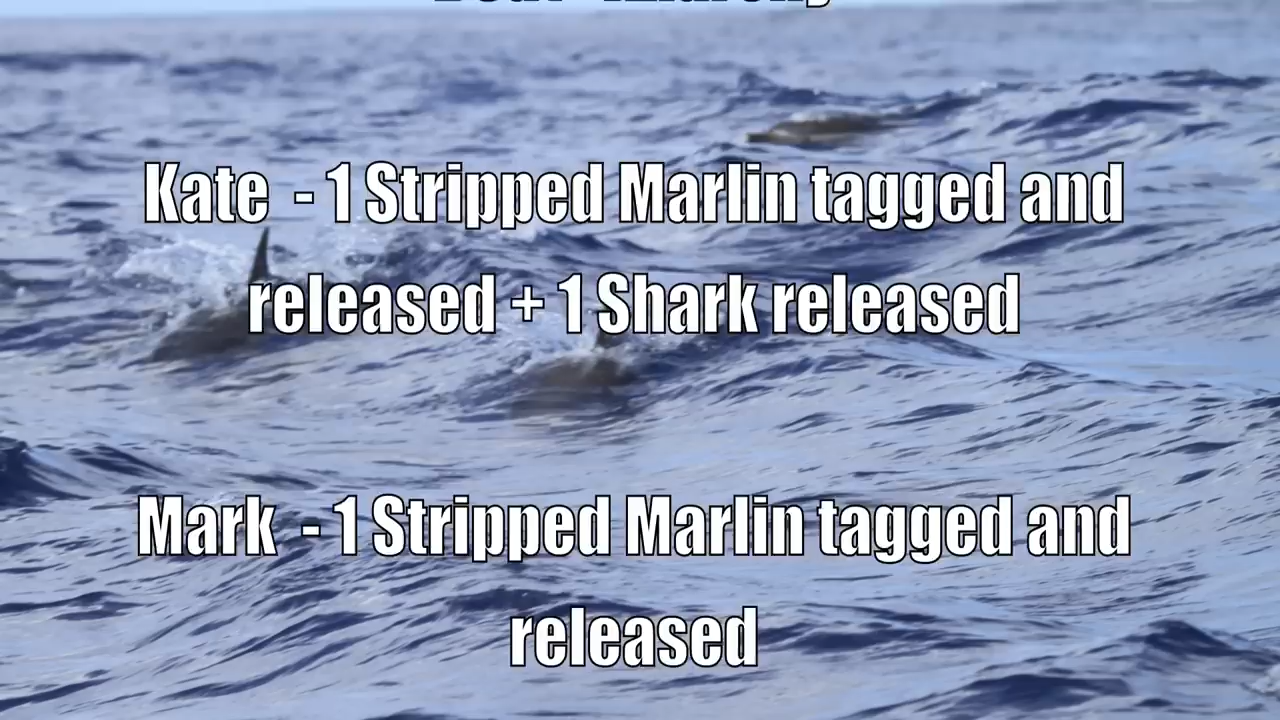 Kate - 1 Stripped Marlin tagged and
released + 1 Shark released
Mark - 1 Stripped Marlin tagged and
released